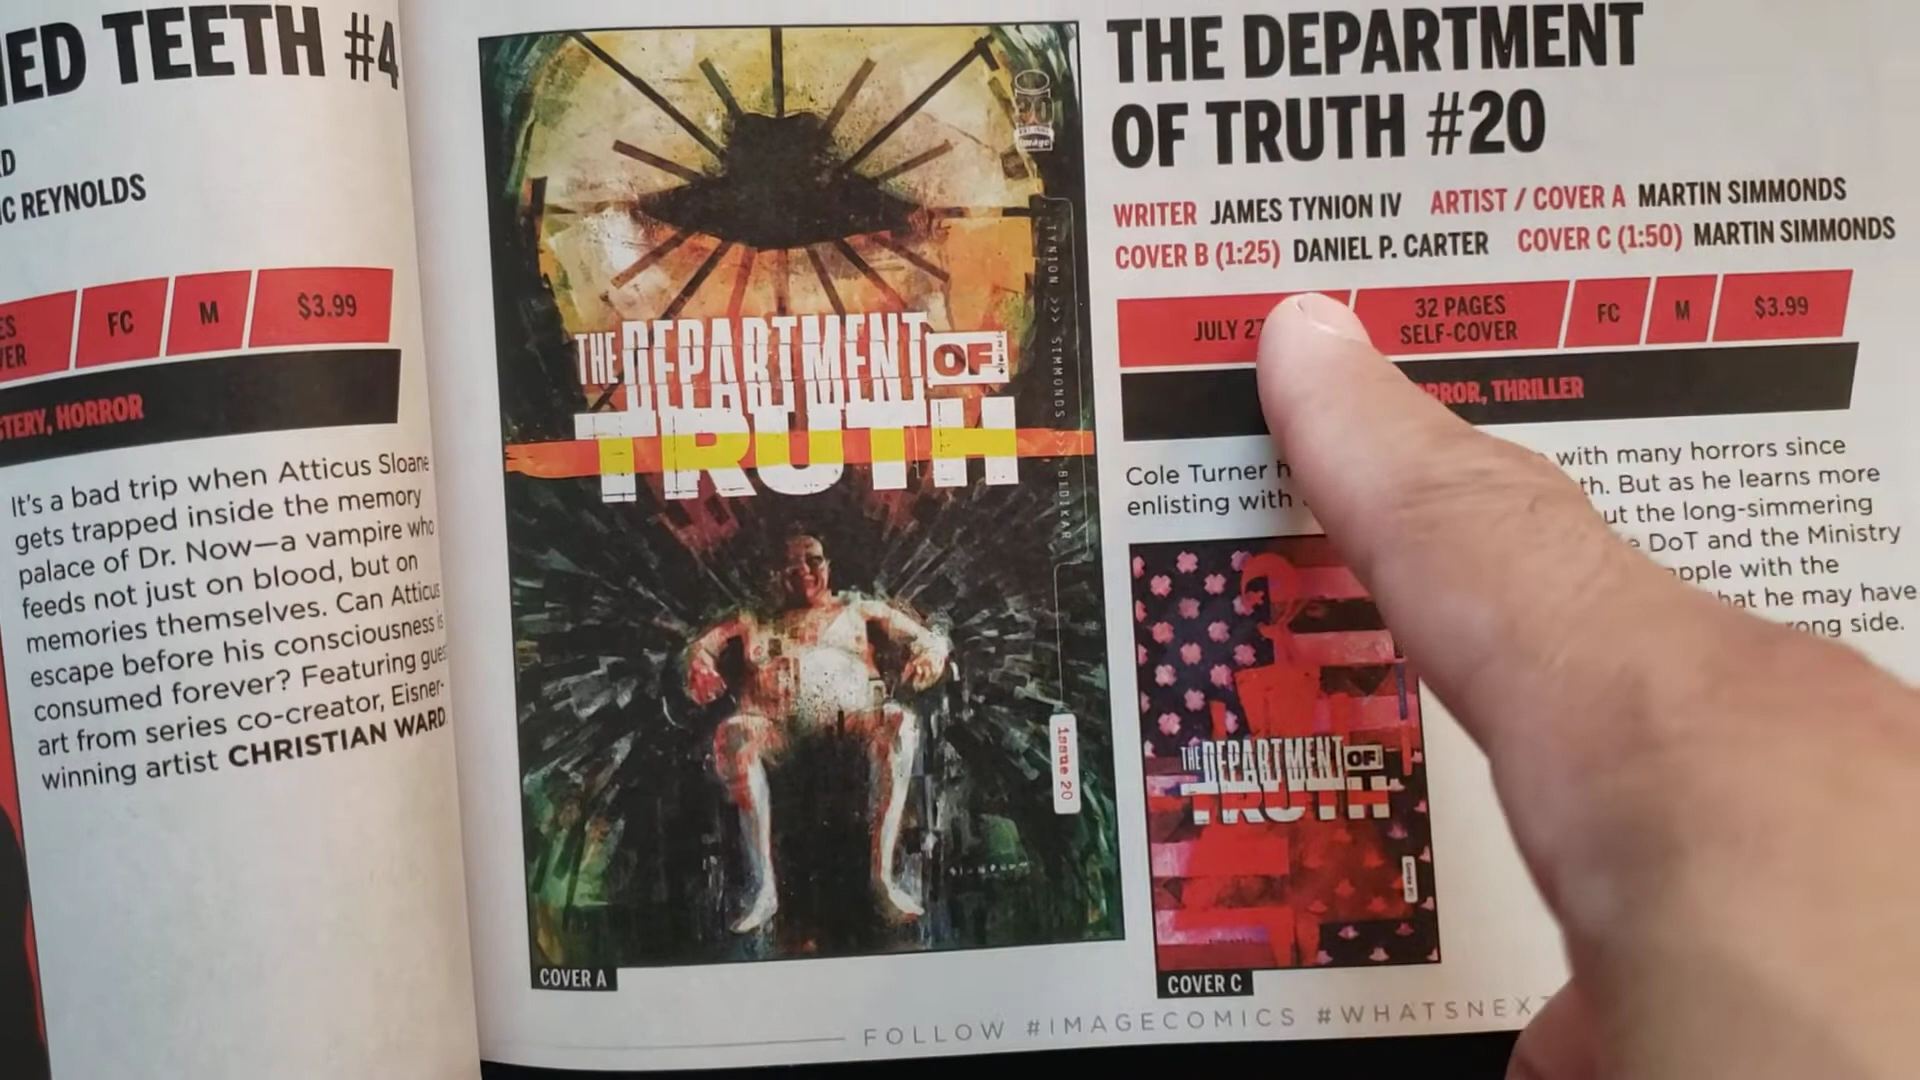 ED TEETH #4
D
C REYNOLDS
ES
VER
FC
M
$3.99
STERY, HORROR
It's a bad trip when Atticus Sloane
gets trapped inside the memory
palace of Dr. Now—a vampire who
feeds not just on blood, but on
memories themselves. Can Atticus
escape before his consciousness is
consumed forever? Featuring gues
art from series co-creator, Eisner-
winning artist CHRISTIAN WARD.
30
image
THE DEPARTMENT OF
TRUTH
TYNION <<< SIMMONDS <<< BIDIKAR
Issue 20
COVER A
THE DEPARTMENT
OF TRUTH #20
WRITER JAMES TYNION IV ARTIST / COVER A MARTIN SIMMONDS
COVER B (1:25) DANIEL P. CARTER COVER C (1:50) MARTIN SIMMONDS
JULY 27
32 PAGES
SELF-COVER
FC
M
$3.99
RROR, THRILLER
Cole Turner h with many horrors since
enlisting with th. But as he learns more
ut the long-simmering
e DoT and the Ministry
pple with the
hat he may have
rong side.
THE DEPARTMENT OF
TRUTH
COVER C
FOLLOW #IMAGECOMICS #WHATSNEXT